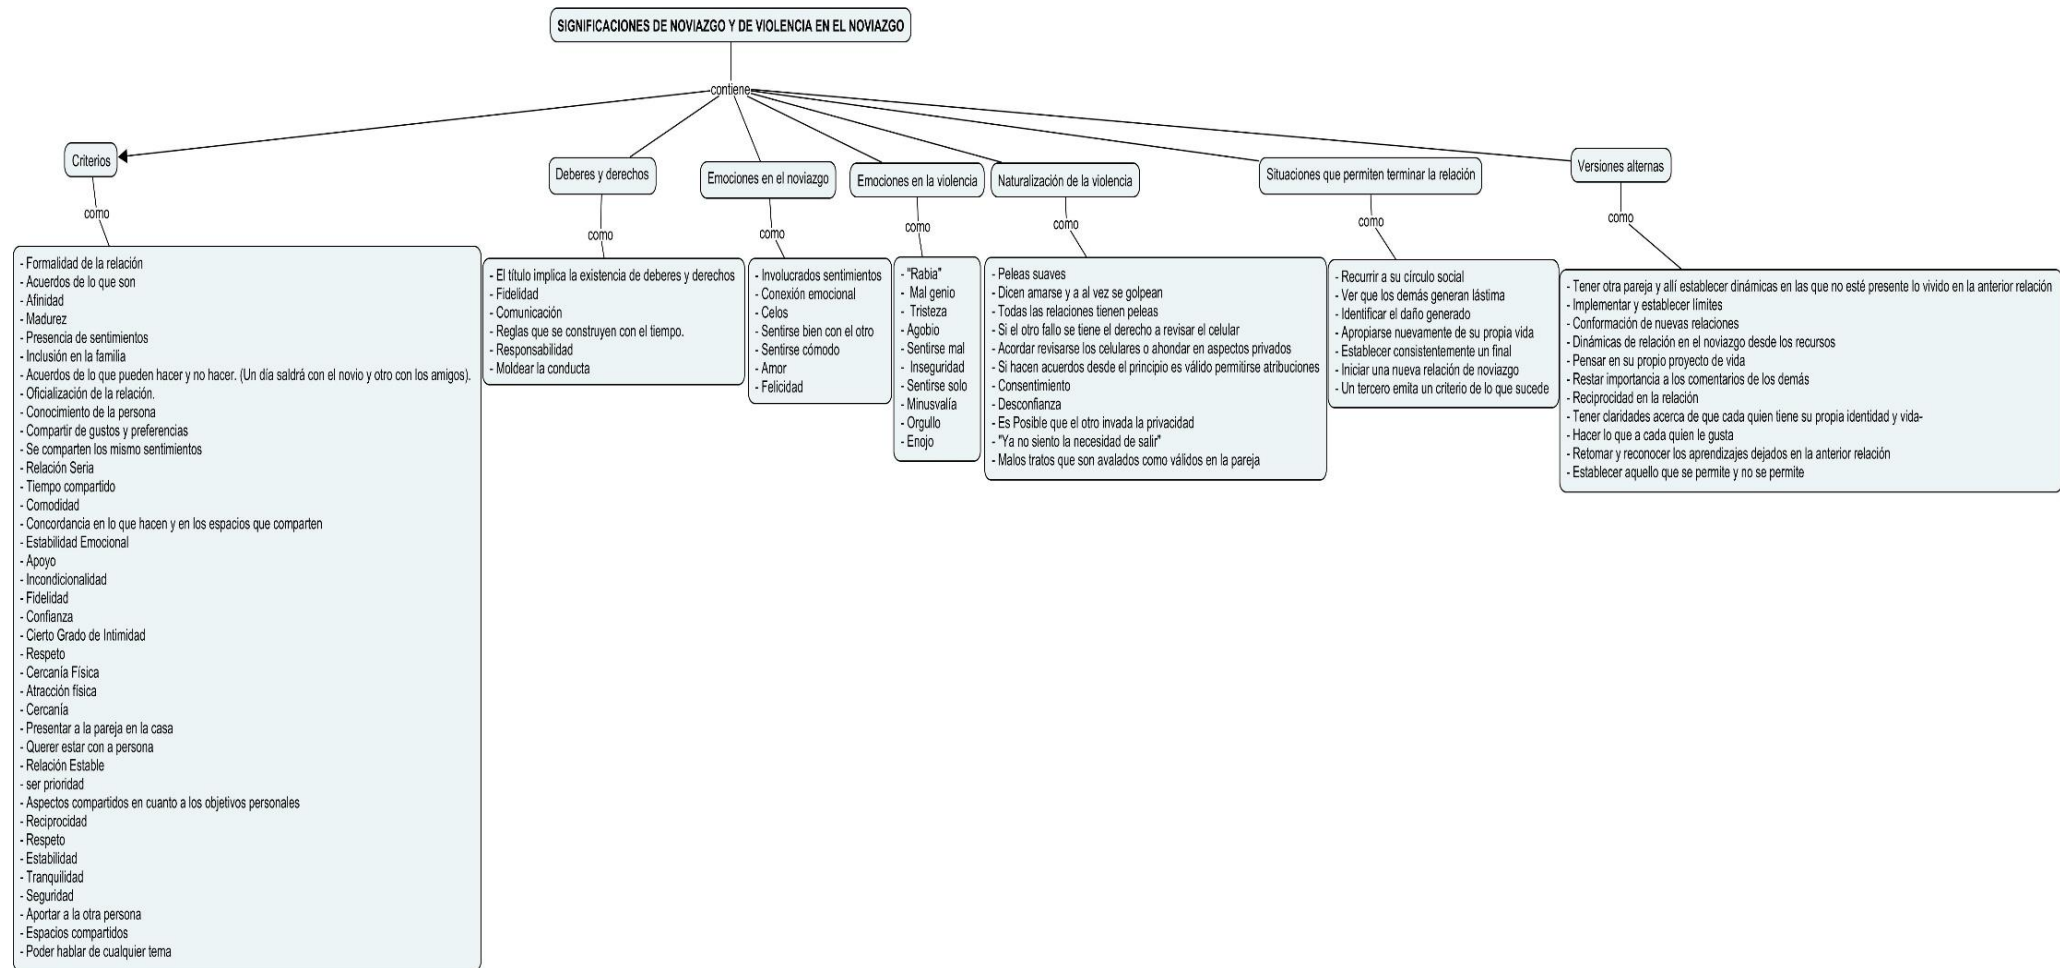 SIGNIFICACIONES DE NOVIAZGO Y DE VIOLENCIA EN EL NOVIAZGO
contiene
Criterios
como
- Formalidad de la relación
- Acuerdos de lo que son
- Afinidad
- Madurez
- Presencia de sentimientos
- Inclusión en la familia
- Acuerdos de lo que pueden hacer y no hacer. (Un día saldrá con el novio y otro con los amigos).
- Oficialización de la relación.
- Conocimiento de la persona
- Compartir de gustos y preferencias
- Se comparten los mismo sentimientos
- Relación Seria
- Tiempo compartido
- Comodidad
- Concordancia en lo que hacen y en los espacios que comparten
- Estabilidad Emocional
- Apoyo
- Incondicionalidad
- Fidelidad
- Confianza
- Cierto Grado de Intimidad
- Respeto
- Cercanía Física
- Atracción física
- Cercanía
- Presentar a la pareja en la casa
- Querer estar con a persona
- Relación Estable
- ser prioridad
- Aspectos compartidos en cuanto a los objetivos personales
- Reciprocidad
- Respeto
- Estabilidad
- Tranquilidad
- Seguridad
- Aportar a la otra persona
- Espacios compartidos
- Poder hablar de cualquier tema
Deberes y derechos
como
- El título implica la existencia de deberes y derechos
- Fidelidad
- Comunicación
- Reglas que se construyen con el tiempo.
- Responsabilidad
- Moldear la conducta
Emociones en el noviazgo
como
- Involucrados sentimientos
- Conexión emocional
- Celos
- Sentirse bien con el otro
- Sentirse cómodo
- Amor
- Felicidad
Emociones en la violencia
como
- "Rabia"
- Mal genio
- Tristeza
- Agobio
- Sentirse mal
- Inseguridad
- Sentirse solo
- Minusvalía
- Orgullo
- Enojo
Naturalización de la violencia
como
- Peleas suaves
- Dicen amarse y a al vez se golpean
- Todas las relaciones tienen peleas
- Si el otro fallo se tiene el derecho a revisar el celular
- Acordar revisarse los celulares o ahondar en aspectos privados
- Si hacen acuerdos desde el principio es válido permitirse atribuciones
- Consentimiento
- Desconfianza
- Es Posible que el otro invada la privacidad
- "Ya no siento la necesidad de salir"
- Malos tratos que son avalados como válidos en la pareja
Situaciones que permiten terminar la relación
como
- Recurrir a su círculo social
- Ver que los demás generan lástima
- Identificar el daño generado
- Apropiarse nuevamente de su propia vida
- Establecer consistentemente un final
- Iniciar una nueva relación de noviazgo
- Un tercero emita un criterio de lo que sucede
Versiones alternas
como
- Tener otra pareja y allí establecer dinámicas en las que no esté presente lo vivido en la anterior relación
- Implementar y establecer límites
- Conformación de nuevas relaciones
- Dinámicas de relación en el noviazgo desde los recursos
- Pensar en su propio proyecto de vida
- Restar importancia a los comentarios de los demás
- Reciprocidad en la relación
- Tener claridades acerca de que cada quien tiene su propia identidad y vida-
- Hacer lo que a cada quien le gusta
- Retomar y reconocer los aprendizajes dejados en la anterior relación
- Establecer aquello que se permite y no se permite